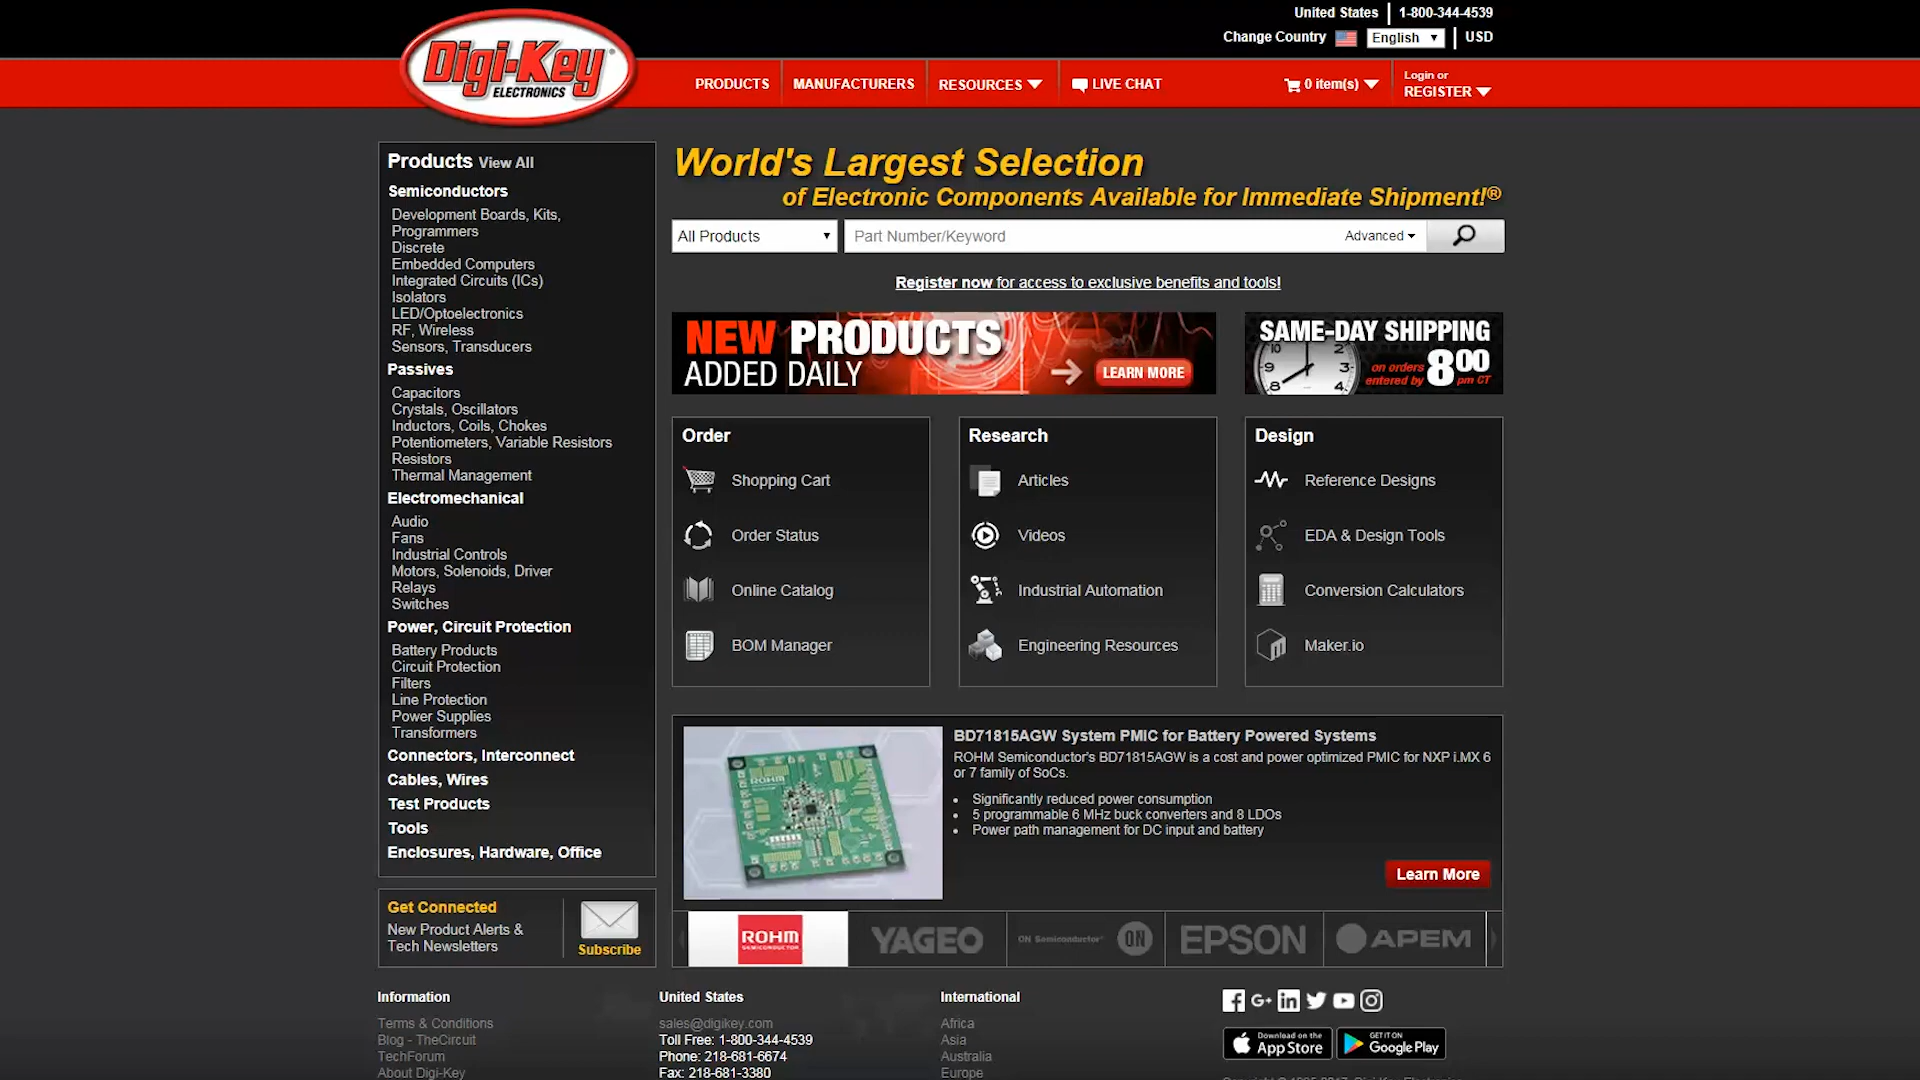 United States | 1-800-344-4539
Change Country English ▼ | USD
Digi-Key®
ELECTRONICS
PRODUCTS
MANUFACTURERS
RESOURCES
LIVE CHAT
0 item(s)
Login or
REGISTER
Products View All
Semiconductors
Development Boards, Kits,
Programmers
Discrete
Embedded Computers
Integrated Circuits (ICs)
Isolators
LED/Optoelectronics
RF, Wireless
Sensors, Transducers
Passives
Capacitors
Crystals, Oscillators
Inductors, Coils, Chokes
Potentiometers, Variable Resistors
Resistors
Thermal Management
Electromechanical
Audio
Fans
Industrial Controls
Motors, Solenoids, Driver
Relays
Switches
Power, Circuit Protection
Battery Products
Circuit Protection
Filters
Line Protection
Power Supplies
Transformers
Connectors, Interconnect
Cables, Wires
Test Products
Tools
Enclosures, Hardware, Office
Get Connected
New Product Alerts &
Tech Newsletters
Subscribe
World's Largest Selection
of Electronic Components Available for Immediate Shipment!®
All Products
Part Number/Keyword
Advanced
Register now for access to exclusive benefits and tools!
NEW PRODUCTS
ADDED DAILY
LEARN MORE
SAME-DAY SHIPPING
on orders
entered by
8:00
pm CT
Order
Shopping Cart
Order Status
Online Catalog
BOM Manager
Research
Articles
Videos
Industrial Automation
Engineering Resources
Design
Reference Designs
EDA & Design Tools
Conversion Calculators
Maker.io
ROHM
BD71815AGW System PMIC for Battery Powered Systems
ROHM Semiconductor's BD71815AGW is a cost and power optimized PMIC for NXP i.MX 6
or 7 family of SoCs.
• Significantly reduced power consumption
• 5 programmable 6 MHz buck converters and 8 LDOs
• Power path management for DC input and battery
Learn More
ROHM
SEMICONDUCTOR
YAGEO
ON Semiconductor® ON
EPSON
APEM
Information
Terms & Conditions
Blog - TheCircuit
TechForum
About Digi-Key
United States
sales@digikey.com
Toll Free: 1-800-344-4539
Phone: 218-681-6674
Fax: 218-681-3380
International
Africa
Asia
Australia
Europe
Download on the
App Store
GET IT ON
Google Play